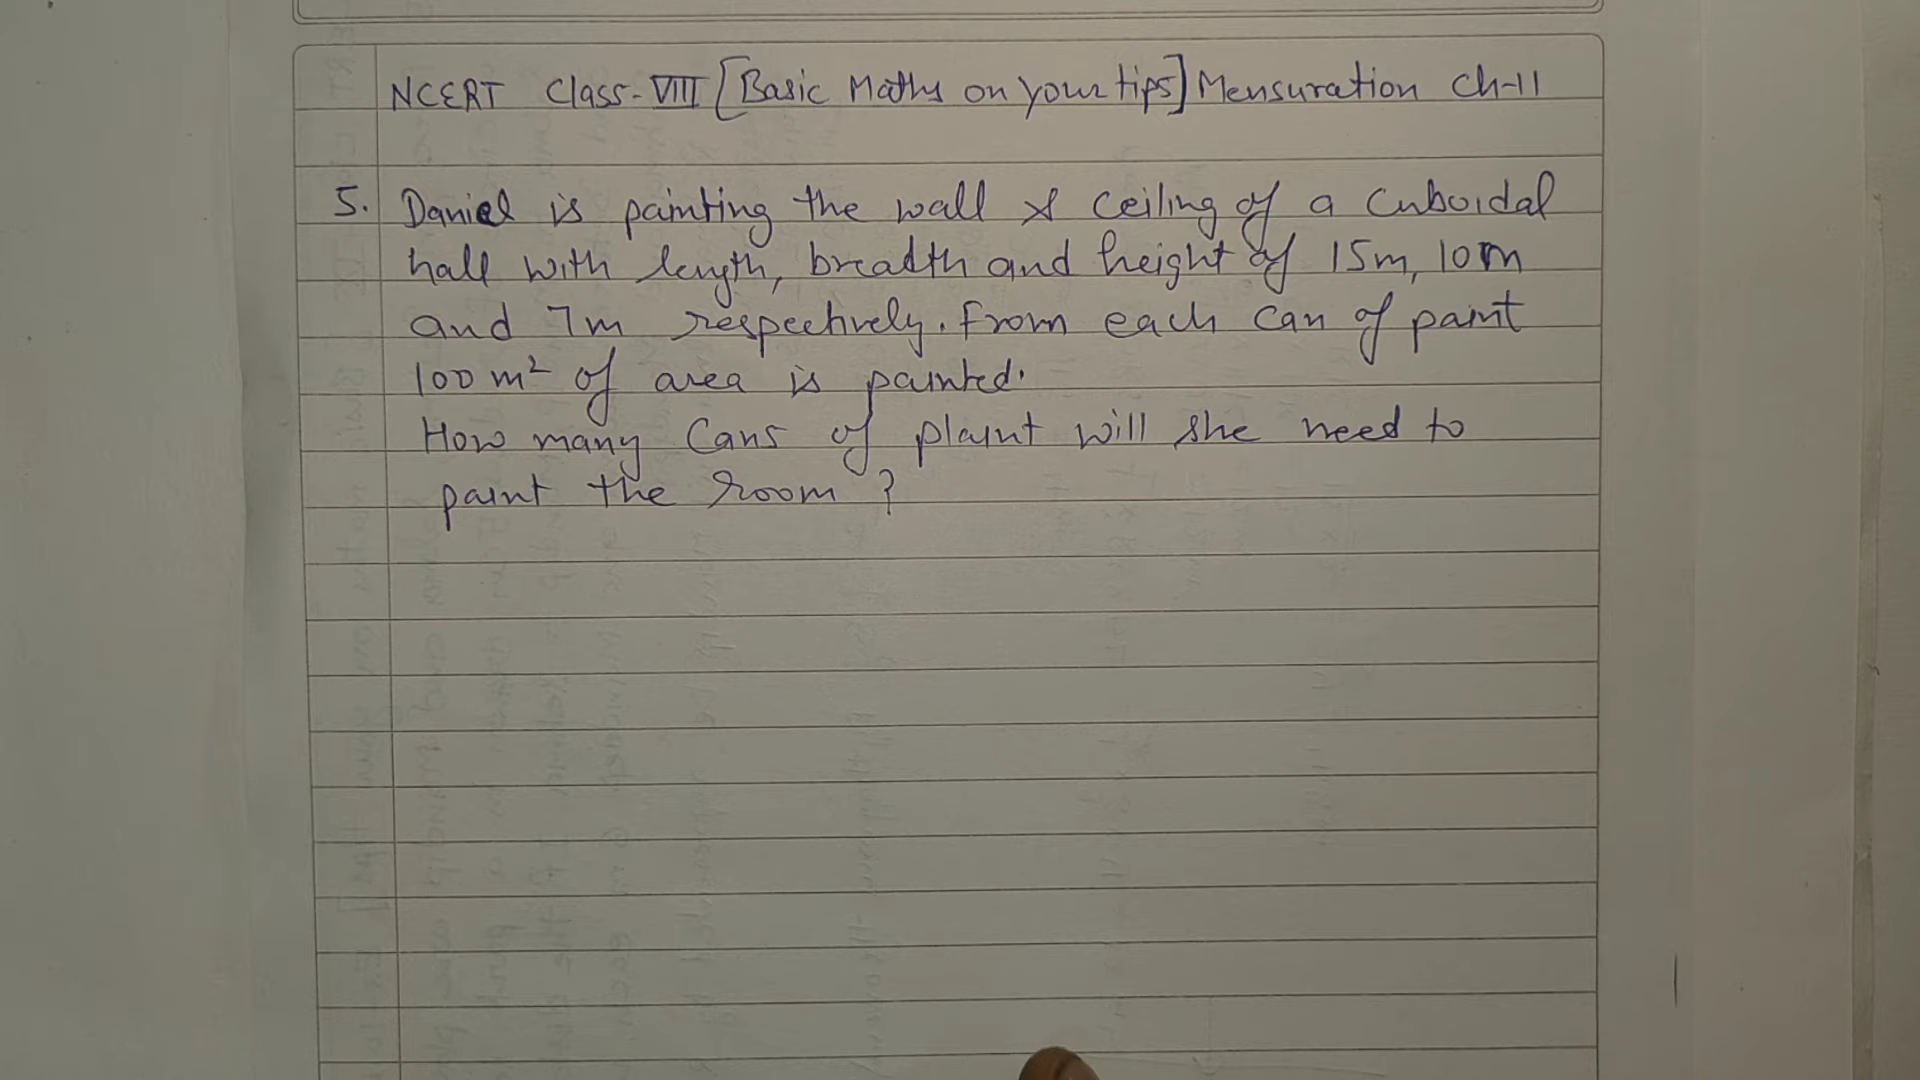 NCERT Class-VIII [Basic Maths on your tips] Mensuration Ch-11
5. Daniel is painting the wall & ceiling of a cuboidal
hall with length, breadth and height of 15m, 10m
and 7m respectively. From each can of paint
100 m² of area is painted.
How many Cans of plaint will she need to
paint the room ?